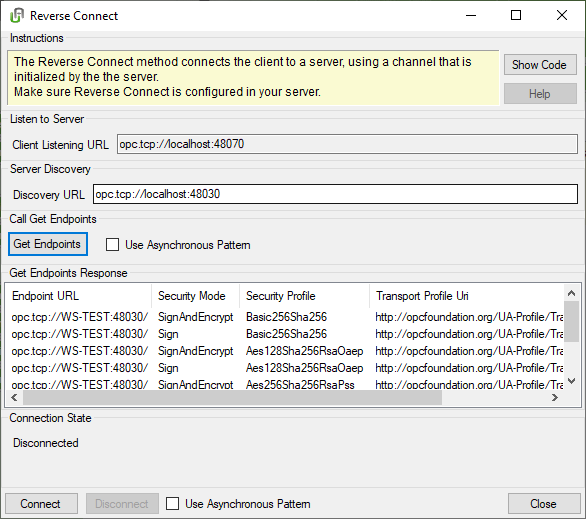 Reverse Connect
Instructions
The Reverse Connect method connects the client to a server, using a channel that is
initialized by the the server.
Make sure Reverse Connect is configured in your server.
Show Code
Help
Listen to Server
Client Listening URL opc.tcp://localhost:48070
Server Discovery
Discovery URL opc.tcp://localhost:48030
Call Get Endpoints
Get Endpoints Use Asynchronous Pattern
Get Endpoints Response
Endpoint URL Security Mode Security Profile Transport Profile Uri
opc.tcp://WS-TEST:48030/ SignAndEncrypt Basic256Sha256 http://opcfoundation.org/UA-Profile/Tra
opc.tcp://WS-TEST:48030/ Sign Basic256Sha256 http://opcfoundation.org/UA-Profile/Tra
opc.tcp://WS-TEST:48030/ SignAndEncrypt Aes128Sha256RsaOaep http://opcfoundation.org/UA-Profile/Tra
opc.tcp://WS-TEST:48030/ Sign Aes128Sha256RsaOaep http://opcfoundation.org/UA-Profile/Tra
opc.tcp://WS-TEST:48030/ SignAndEncrypt Aes256Sha256RsaPss http://opcfoundation.org/UA-Profile/Tra
Connection State
Disconnected
Connect Disconnect Use Asynchronous Pattern Close